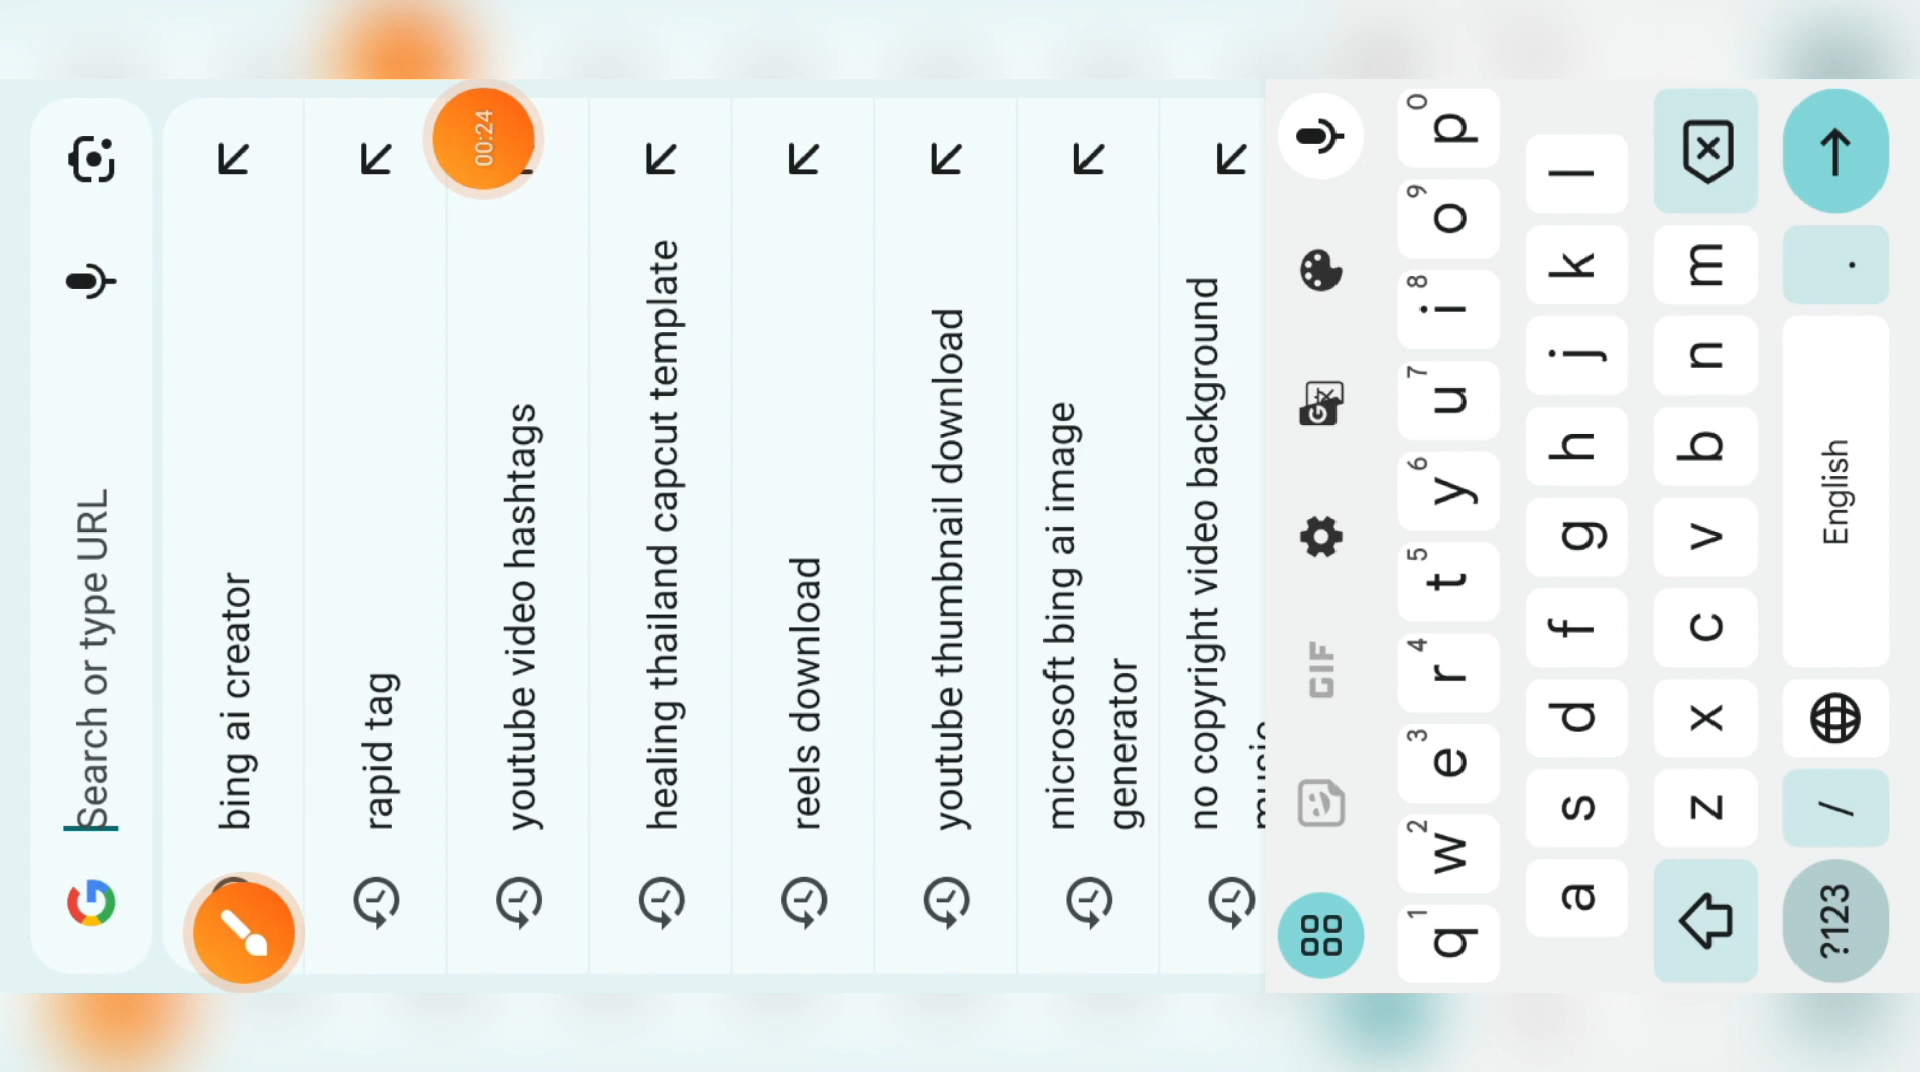 Search or type URL
bing ai creator
rapid tag
00:24
youtube video hashtags
healing thailand capcut template
reels download
youtube thumbnail download
microsoft bing ai image
generator
no copyright video background
music
GIF
q 1 w 2 e 3 r 4 t 5 y 6 u 7 i 8 o 9 p 0
a s d f g h j k l
z x c v b n m
?123 / English .